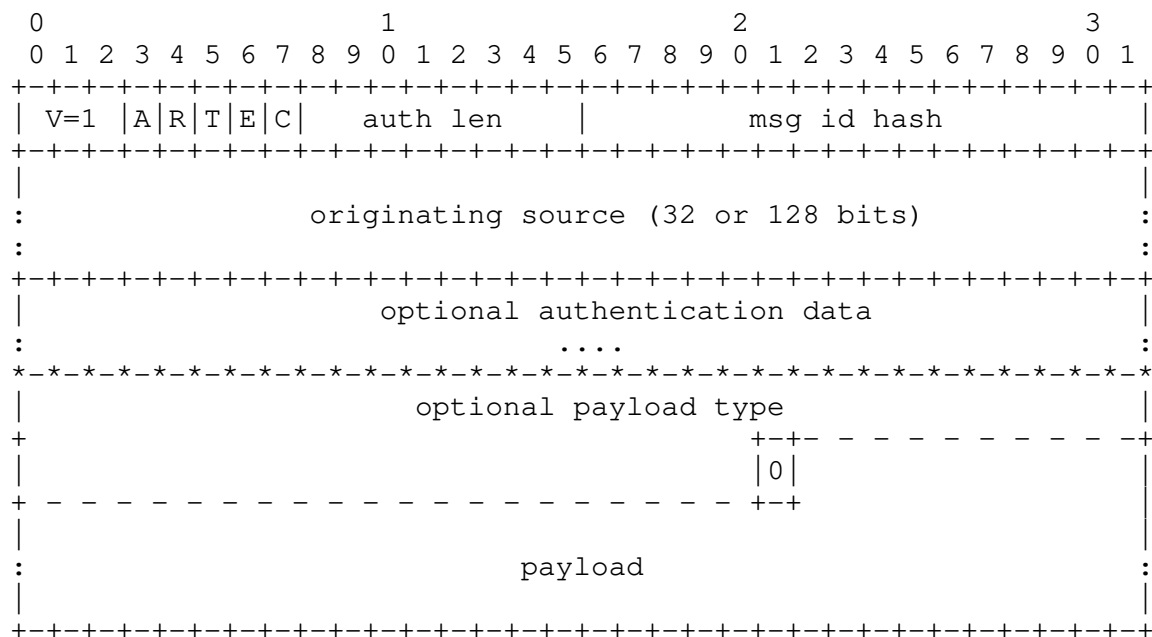 0                   1                   2                   3
 0 1 2 3 4 5 6 7 8 9 0 1 2 3 4 5 6 7 8 9 0 1 2 3 4 5 6 7 8 9 0 1
+-+-+-+-+-+-+-+-+-+-+-+-+-+-+-+-+-+-+-+-+-+-+-+-+-+-+-+-+-+-+-+-+
| V=1 |A|R|T|E|C|   auth len    |         msg id hash           |
+-+-+-+-+-+-+-+-+-+-+-+-+-+-+-+-+-+-+-+-+-+-+-+-+-+-+-+-+-+-+-+-+
|                                                               |
:                originating source (32 or 128 bits)            :
:                                                               :
+-+-+-+-+-+-+-+-+-+-+-+-+-+-+-+-+-+-+-+-+-+-+-+-+-+-+-+-+-+-+-+-+
|                    optional authentication data               |
:                              ....                             :
*-*-*-*-*-*-*-*-*-*-*-*-*-*-*-*-*-*-*-*-*-*-*-*-*-*-*-*-*-*-*-*-*
|                      optional payload type                    |
+                                         +-+- - - - - - - - - -+
|                                         |0|                   |
+ - - - - - - - - - - - - - - - - - - - - +-+                   |
|                                                               |
:                            payload                            :
|                                                               |
+-+-+-+-+-+-+-+-+-+-+-+-+-+-+-+-+-+-+-+-+-+-+-+-+-+-+-+-+-+-+-+-+